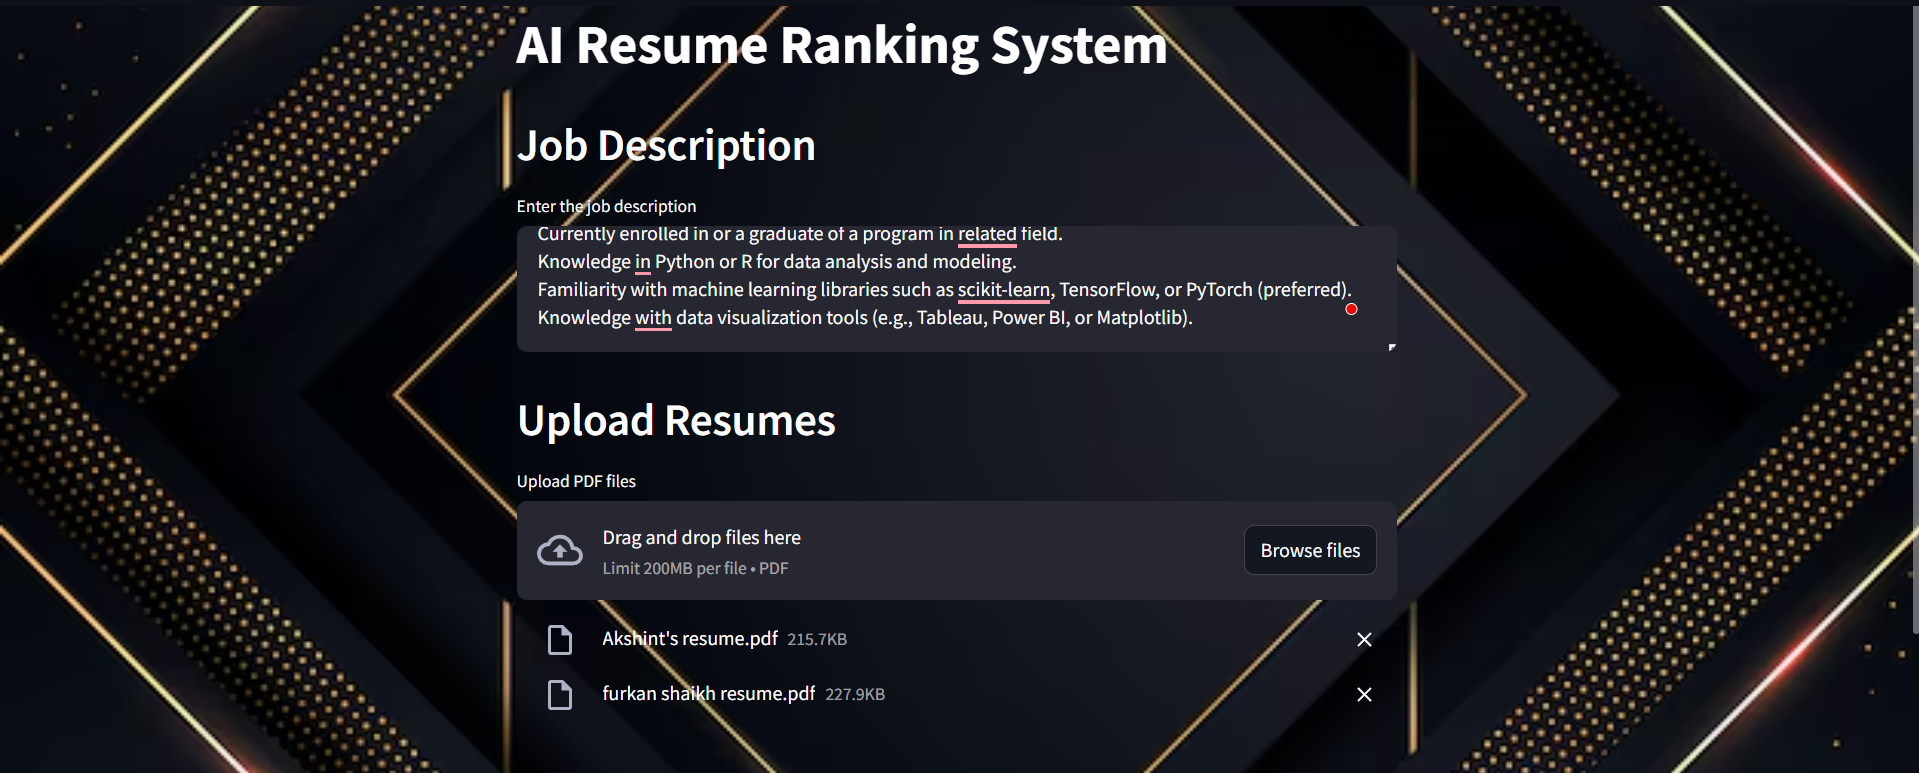 AI Resume Ranking System
Job Description
Enter the job description
Currently enrolled in or a graduate of a program in related field.
Knowledge in Python or R for data analysis and modeling.
Familiarity with machine learning libraries such as scikit-learn, TensorFlow, or PyTorch (preferred).
Knowledge with data visualization tools (e.g., Tableau, Power BI, or Matplotlib).
Upload Resumes
Upload PDF files
Drag and drop files here
Limit 200MB per file • PDF
Browse files
Akshint's resume.pdf 215.7KB
furkan shaikh resume.pdf 227.9KB